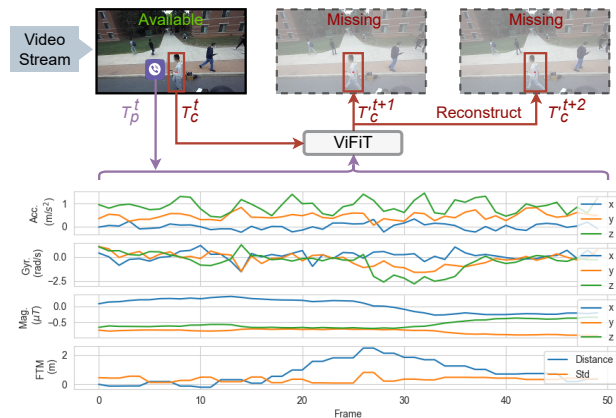 Video
Stream
Available
Missing
Missing
T_p^t
T_c^t
T'_c^{t+1}
Reconstruct
T'_c^{t+2}
ViFiT
Acc.
(m/s²)
1
0
x
y
z
Gyr.
(rad/s)
0.0
−2.5
x
y
z
Mag.
(μT)
0.0
−0.5
x
y
z
FTM
(m)
2
0
Distance
Std
0 10 20 30 40 50
Frame